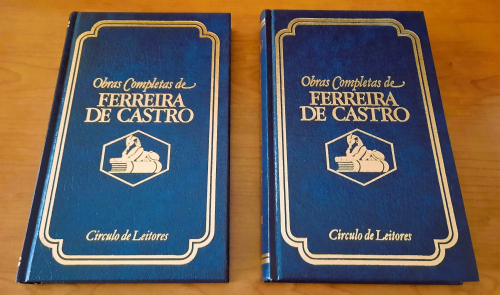 Obras Completas de
FERREIRA
DE CASTRO
Círculo de Leitores
Obras Completas de
FERREIRA
DE CASTRO
Círculo de Leitores